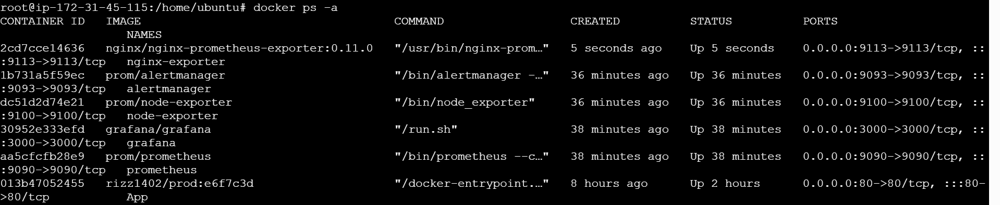 root@ip-172-31-45-115:/home/ubuntu# docker ps -a
CONTAINER ID   IMAGE                                    COMMAND                  CREATED          STATUS          PORTS
                  NAMES
2cd7cce14636   nginx/nginx-prometheus-exporter:0.11.0   "/usr/bin/nginx-prom…"   5 seconds ago    Up 5 seconds    0.0.0.0:9113->9113/tcp, ::
:9113->9113/tcp   nginx-exporter
1b731a5f59ec   prom/alertmanager                        "/bin/alertmanager -…"   36 minutes ago   Up 36 minutes   0.0.0.0:9093->9093/tcp, ::
:9093->9093/tcp   alertmanager
dc51d2d74e21   prom/node-exporter                       "/bin/node_exporter"     36 minutes ago   Up 36 minutes   0.0.0.0:9100->9100/tcp, ::
:9100->9100/tcp   node-exporter
30952e333efd   grafana/grafana                          "/run.sh"                38 minutes ago   Up 38 minutes   0.0.0.0:3000->3000/tcp, ::
:3000->3000/tcp   grafana
aa5cfcfb28e9   prom/prometheus                          "/bin/prometheus --c…"   38 minutes ago   Up 38 minutes   0.0.0.0:9090->9090/tcp, ::
:9090->9090/tcp   prometheus
013b47052455   rizz1402/prod:e6f7c3d                    "/docker-entrypoint.…"   8 hours ago      Up 2 hours      0.0.0.0:80->80/tcp, :::80-
>80/tcp           App